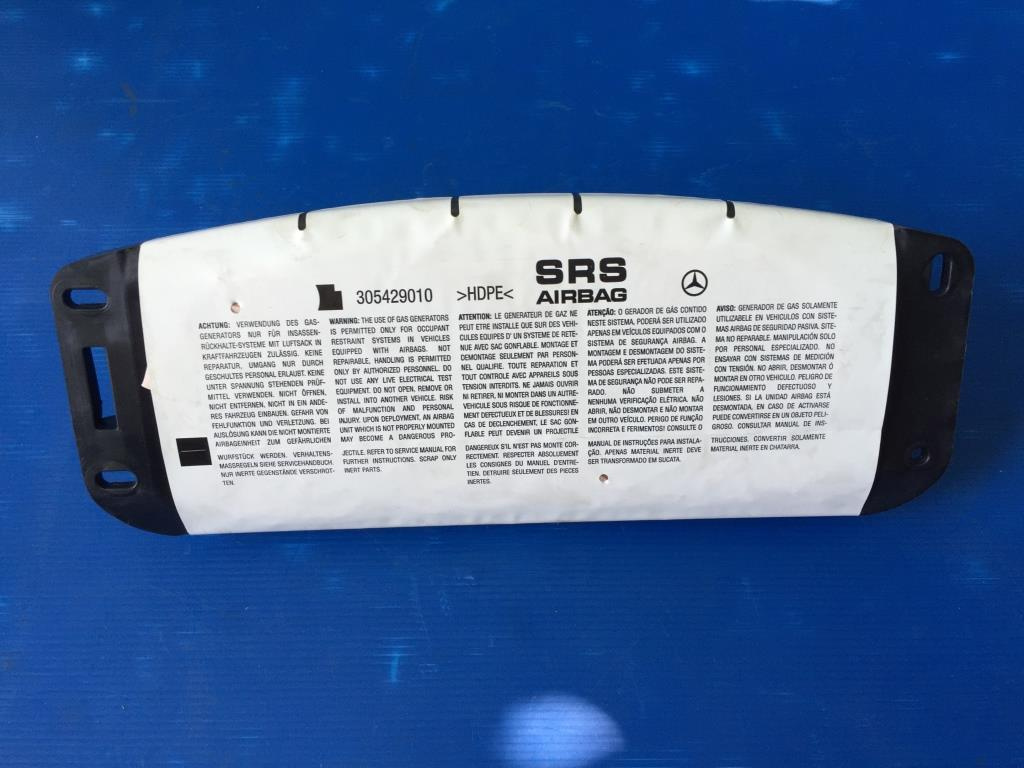 305429010 >HDPE< SRS
AIRBAG
ACHTUNG: VERWENDUNG DES GAS-
GENERATORS NUR FÜR INSASSEN-
RÜCKHALTE-SYSTEME MIT LUFTSACK IN
KRAFTFAHRZEUGEN ZULÄSSIG. KEINE
REPARATUR, UMGANG NUR DURCH
GESCHULTES PERSONAL ERLAUBT. KEINE
UNTER SPANNUNG STEHENDEN PRÜF-
MITTEL VERWENDEN. NICHT ÖFFNEN,
NICHT ENTFERNEN, NICHT IN EIN ANDE-
RES FAHRZEUG EINBAUEN. GEFAHR VON
FEHLFUNKTION UND VERLETZUNG. BEI
AUSLÖSUNG KANN DIE NICHT MONTIERTE
AIRBAGEINHEIT ZUM GEFÄHRLICHEN
WURFSTÜCK WERDEN. VERHALTENS-
MASSREGELN SIEHE SERVICEHANDBUCH.
NUR INERTE GEGENSTÄNDE VERSCHROT-
TEN.
WARNING: THE USE OF GAS GENERATORS
IS PERMITTED ONLY FOR OCCUPANT
RESTRAINT SYSTEMS IN VEHICLES
EQUIPPED WITH AIRBAGS. NOT
REPAIRABLE. HANDLING IS PERMITTED
ONLY BY AUTHORIZED PERSONNEL. DO
NOT USE ANY LIVE ELECTRICAL TEST
EQUIPMENT. DO NOT OPEN, REMOVE OR
INSTALL INTO ANOTHER VEHICLE. RISK
OF MALFUNCTION AND PERSONAL
INJURY. UPON DEPLOYMENT, AN AIRBAG
UNIT WHICH IS NOT PROPERLY MOUNTED
MAY BECOME A DANGEROUS PRO-
JECTILE. REFER TO SERVICE MANUAL FOR
FURTHER INSTRUCTIONS. SCRAP ONLY
INERT PARTS.
ATTENTION: LE GENERATEUR DE GAZ NE
PEUT ETRE INSTALLE QUE SUR DES VEHI-
CULES EQUIPES D' UN SYSTEME DE RETE-
NUE AVEC SAC GONFLABLE. MONTAGE ET
DEMONTAGE SEULEMENT PAR PERSON-
NEL QUALIFIE. TOUTE REPARATION ET
TOUT CONTROLE AVEC APPAREILS SOUS
TENSION INTERDITS. NE JAMAIS OUVRIR
NI RETIRER, NI MONTER DANS UN AUTRE-
VEHICULE SOUS RISQUE DE FONCTIONNE-
MENT DEFECTUEUX ET DE BLESSURES! EN
CAS DE DECLENCHEMENT, LE SAC GON-
FLABLE PEUT DEVENIR UN PROJECTILE
DANGEREUX S'IL N'EST PAS MONTE COR-
RECTEMENT. RESPECTER ABSOLUEMENT
LES CONSIGNES DU MANUEL D'ENTRE-
TIEN. DETRUIRE SEULEMENT DES PIECES
INERTES.
ATENÇÃO: O GERADOR DE GÁS CONTIDO
NESTE SISTEMA, PODERÁ SER UTILIZADO
APENAS EM VEÍCULOS EQUIPADOS COM O
SISTEMA DE SEGURANÇA AIRBAG. A
MONTAGEM E DESMONTAGEM DO SISTE-
MA PODERÁ SER EFETUADA APENAS POR
PESSOAS ESPECIALIZADAS. ESTE SISTE-
MA DE SEGURANÇA NÃO PODE SER REPA-
RADO. NÃO SUBMETER A
NENHUMA VERIFICAÇÃO ELÉTRICA. NÃO
ABRIR, NÃO DESMONTAR E NÃO MONTAR
EM OUTRO VEÍCULO. PERIGO DE FUNÇÃO
INCORRETA E FERIMENTOS! CONSULTE O
MANUAL DE INSTRUÇÕES PARA INSTALA-
ÇÃO. APENAS MATERIAL INERTE DEVE
SER TRANSFORMADO EM SUCATA.
AVISO: GENERADOR DE GAS SOLAMENTE
UTILIZABELE EN VEHICULOS CON SISTE-
MAS AIRBAG DE SEGURIDAD PASIVA. SISTE-
MA NO REPARABLE. MANIPULACIÓN SOLO
POR PERSONAL ESPECIALIZADO. NO
ENSAYAR CON SISTEMAS DE MEDICIÓN
CON TENSIÓN. NO ABRIR, DESMONTAR Ó
MONTAR EN OTRO VEHICULO. PELIGRO DE
FUNCIONAMIENTO DEFECTUOSO Y
LESIONES. SI LA UNIDAD AIRBAG ESTÁ
DESMONTADA, EN CASO DE ACTIVARSE
PUEDE CONVERTIRSE EN UN OBJETO PELI-
GROSO. CONSULTAR MANUAL DE INS-
TRUCCIONES. CONVERTIR SOLAMENTE
MATERIAL INERTE EN CHATARRA.